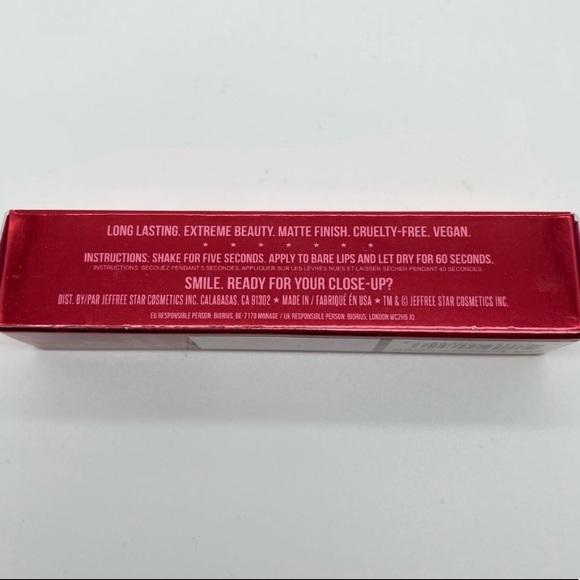 LONG LASTING. EXTREME BEAUTY. MATTE FINISH. CRUELTY-FREE. VEGAN.
INSTRUCTIONS: SHAKE FOR FIVE SECONDS. APPLY TO BARE LIPS AND LET DRY FOR 60 SECONDS.
INSTRUCTIONS: SECOUEZ PENDANT 5 SECONDES. APPLIQUER SUR LES LÈVRES NUES ET LAISSER SÉCHER PENDANT 60 SECONDES.
SMILE. READY FOR YOUR CLOSE-UP?
DIST. BY/PAR JEFFREE STAR COSMETICS INC. CALABASAS, CA 91302 ★ MADE IN / FABRIQUÉ EN USA ★ TM & © JEFFREE STAR COSMETICS INC.
EU RESPONSIBLE PERSON: BIORIUS, BE-7170 MANAGE / UK RESPONSIBLE PERSON: BIORIUS, LONDON WC2H9 JQ